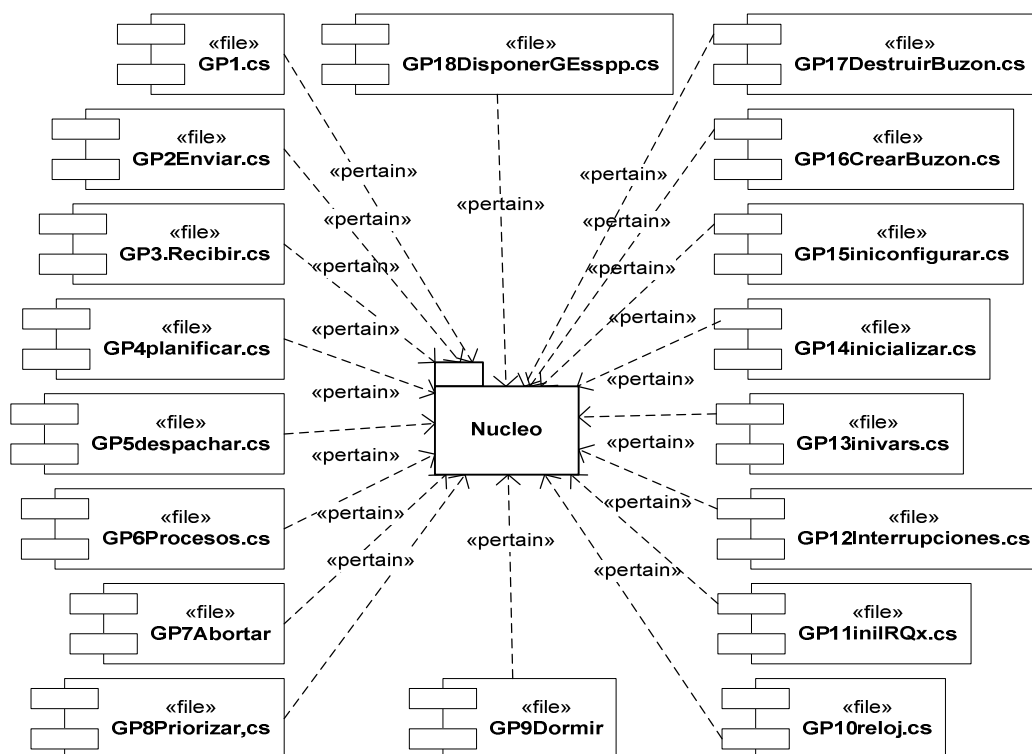 «file»
GP1.cs
«file»
GP18DisponerGEsspp.cs
«file»
GP17DestruirBuzon.cs
«file»
GP2Enviar.cs
«file»
GP16CrearBuzon.cs
«pertain»
«pertain»
«pertain»
«file»
GP3.Recibir.cs
«pertain»
«pertain»
«file»
GP15iniconfigurar.cs
«pertain»
«pertain»
«file»
GP4planificar.cs
«pertain»
«file»
GP14inicializar.cs
«pertain»
«pertain»
«file»
GP5despachar.cs
Nucleo
«file»
GP13inivars.cs
«pertain»
«pertain»
«file»
GP6Procesos.cs
«pertain»
«pertain»
«file»
GP12Interrupciones.cs
«pertain»
«pertain»
«pertain»
«file»
GP7Abortar
«file»
GP11iniIRQx.cs
«file»
GP8Priorizar,cs
«file»
GP9Dormir
«file»
GP10reloj.cs